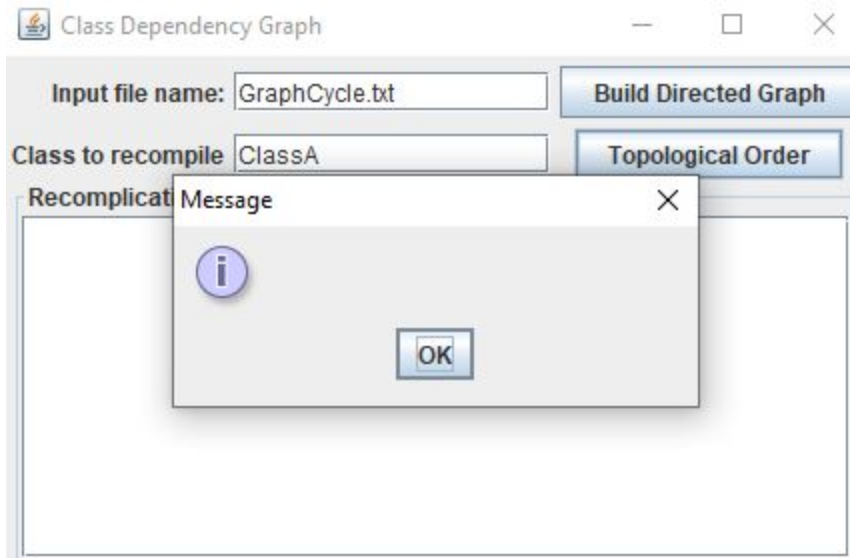 Class Dependency Graph
Input file name: GraphCycle.txt Build Directed Graph
Class to recompile ClassA Topological Order
Recomplicati
Message
i
OK